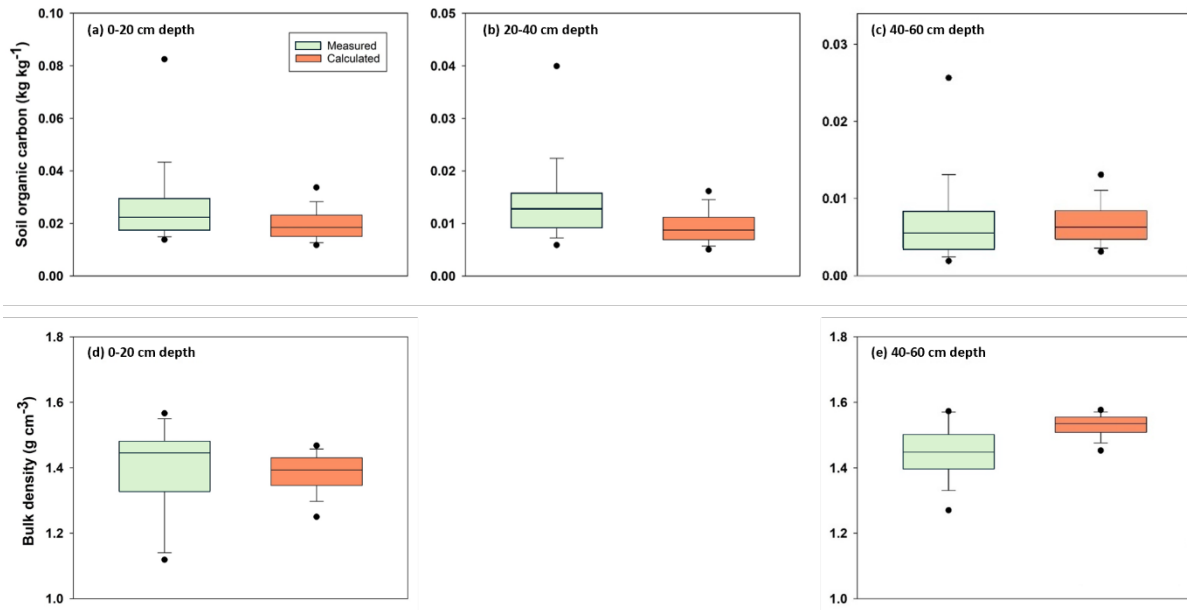 (a) 0-20 cm depth
Measured
Calculated
Soil organic carbon (kg kg⁻¹)
0.10
0.08
0.06
0.04
0.02
0.00
(b) 20-40 cm depth
0.05
0.04
0.03
0.02
0.01
0.00
(c) 40-60 cm depth
0.03
0.02
0.01
0.00
(d) 0-20 cm depth
Bulk density (g cm⁻³)
1.8
1.6
1.4
1.2
1.0
(e) 40-60 cm depth
1.8
1.6
1.4
1.2
1.0